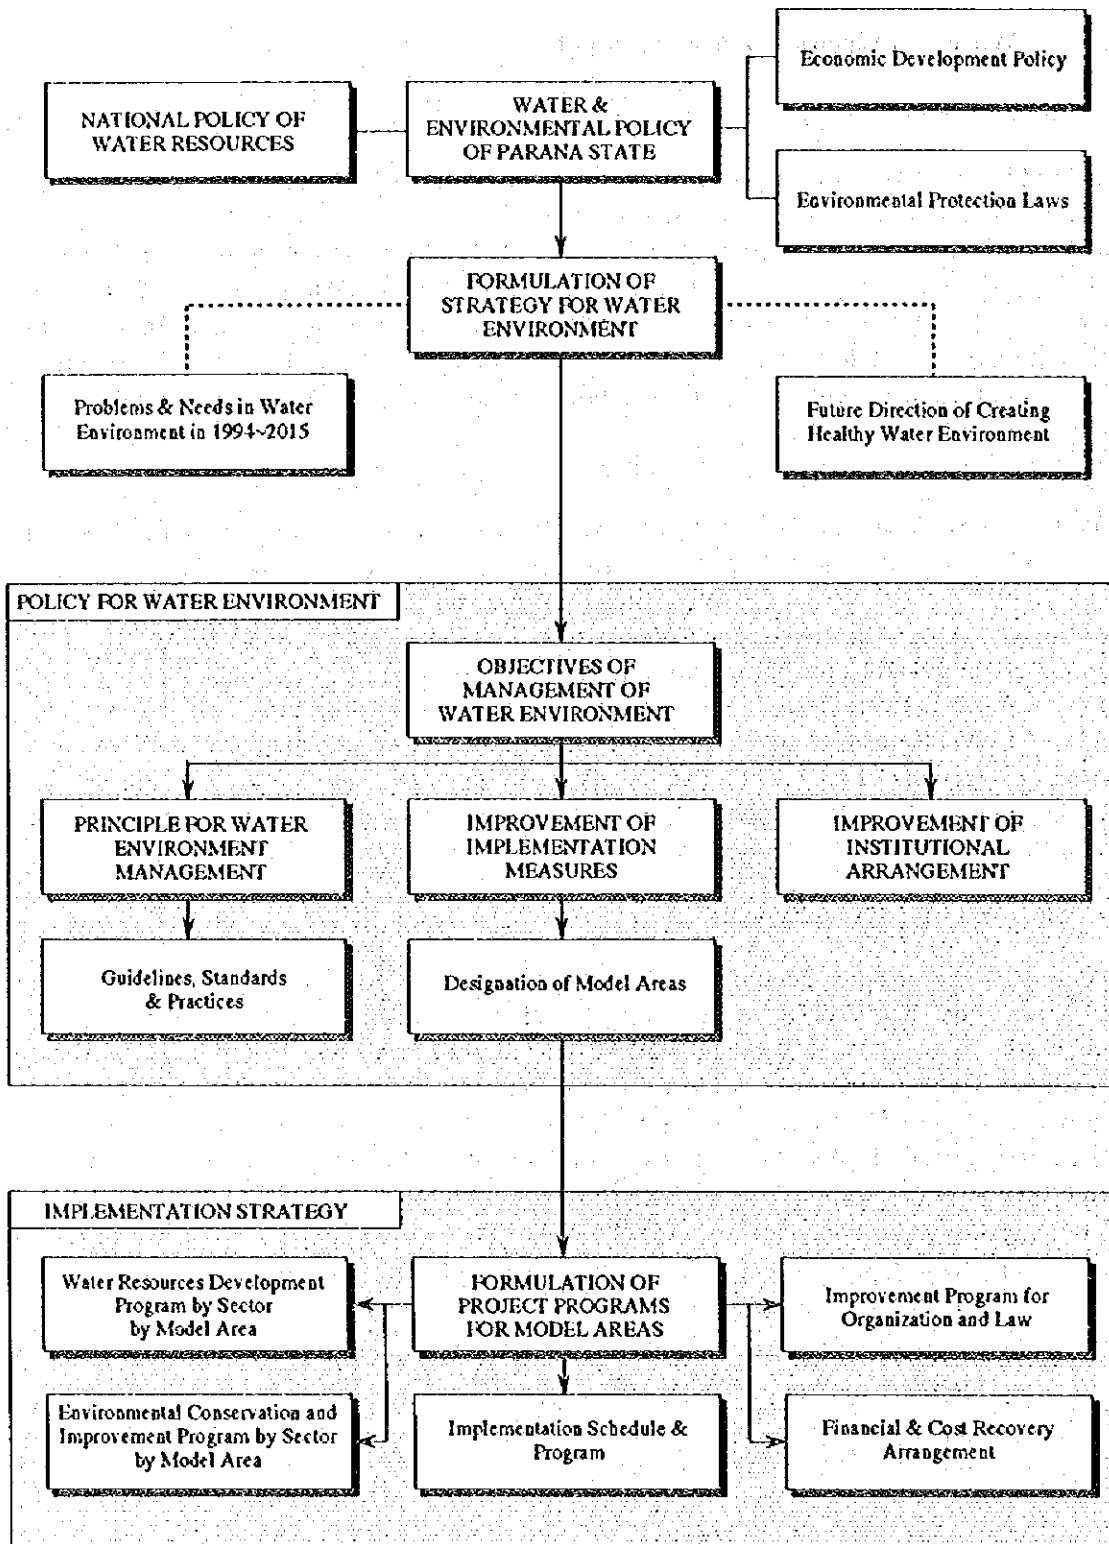 Economic Development Policy
NATIONAL POLICY OF
WATER RESOURCES
WATER &
ENVIRONMENTAL POLICY
OF PARANA STATE
Environmental Protection Laws
FORMULATION OF
STRATEGY FOR WATER
ENVIRONMENT
Problems & Needs in Water
Environment in 1994~2015
Future Direction of Creating
Healthy Water Environment
POLICY FOR WATER ENVIRONMENT
OBJECTIVES OF
MANAGEMENT OF
WATER ENVIRONMENT
PRINCIPLE FOR WATER
ENVIRONMENT
MANAGEMENT
IMPROVEMENT OF
IMPLEMENTATION
MEASURES
IMPROVEMENT OF
INSTITUTIONAL
ARRANGEMENT
Guidelines, Standards
& Practices
Designation of Model Areas
IMPLEMENTATION STRATEGY
Water Resources Development
Program by Sector
by Model Area
FORMULATION OF
PROJECT PROGRAMS
FOR MODEL AREAS
Improvement Program for
Organization and Law
Environmental Conservation and
Improvement Program by Sector
by Model Area
Implementation Schedule &
Program
Financial & Cost Recovery
Arrangement